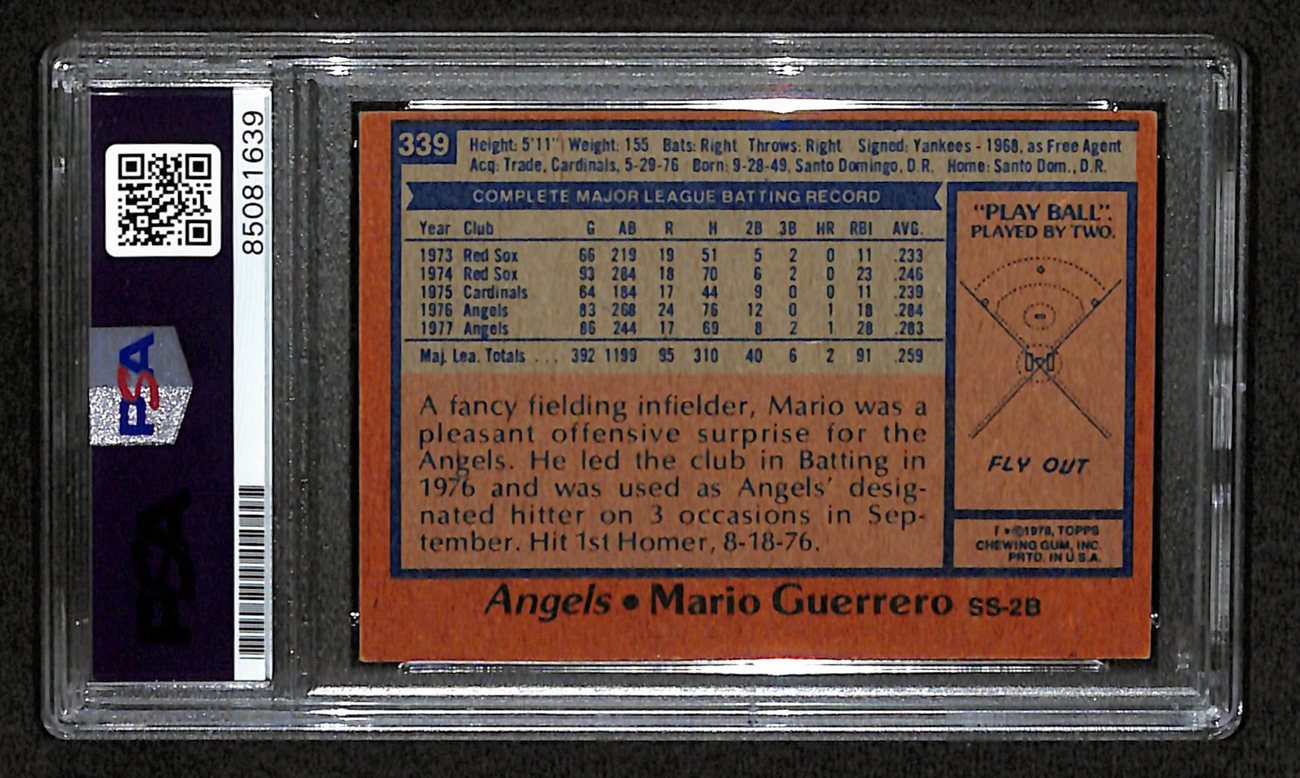 PSA
PSA
85081639
339
Height: 5'11" Weight: 155 Bats: Right Throws: Right Signed: Yankees - 1968, as Free Agent
Acq: Trade, Cardinals, 5-29-76 Born: 9-28-49, Santo Domingo, D.R. Home: Santo Dom., D.R.
COMPLETE MAJOR LEAGUE BATTING RECORD
Year Club G AB R H 2B 3B HR RBI AVG.
1973 Red Sox 66 219 19 51 5 2 0 11 .233
1974 Red Sox 93 284 18 70 6 2 0 23 .246
1975 Cardinals 64 184 17 44 9 0 0 11 .239
1976 Angels 83 268 24 76 12 0 1 18 .284
1977 Angels 86 244 17 69 8 2 1 28 .283
Maj. Lea. Totals . . . 392 1199 95 310 40 6 2 91 .259
A fancy fielding infielder, Mario was a
pleasant offensive surprise for the
Angels. He led the club in Batting in
1976 and was used as Angels' desig-
nated hitter on 3 occasions in Sep-
tember. Hit 1st Homer, 8-18-76.
"PLAY BALL".
PLAYED BY TWO.
FLY OUT
©1978, TOPPS
CHEWING GUM, INC.
PRTD. IN U.S.A.
Angels • Mario Guerrero SS-2B